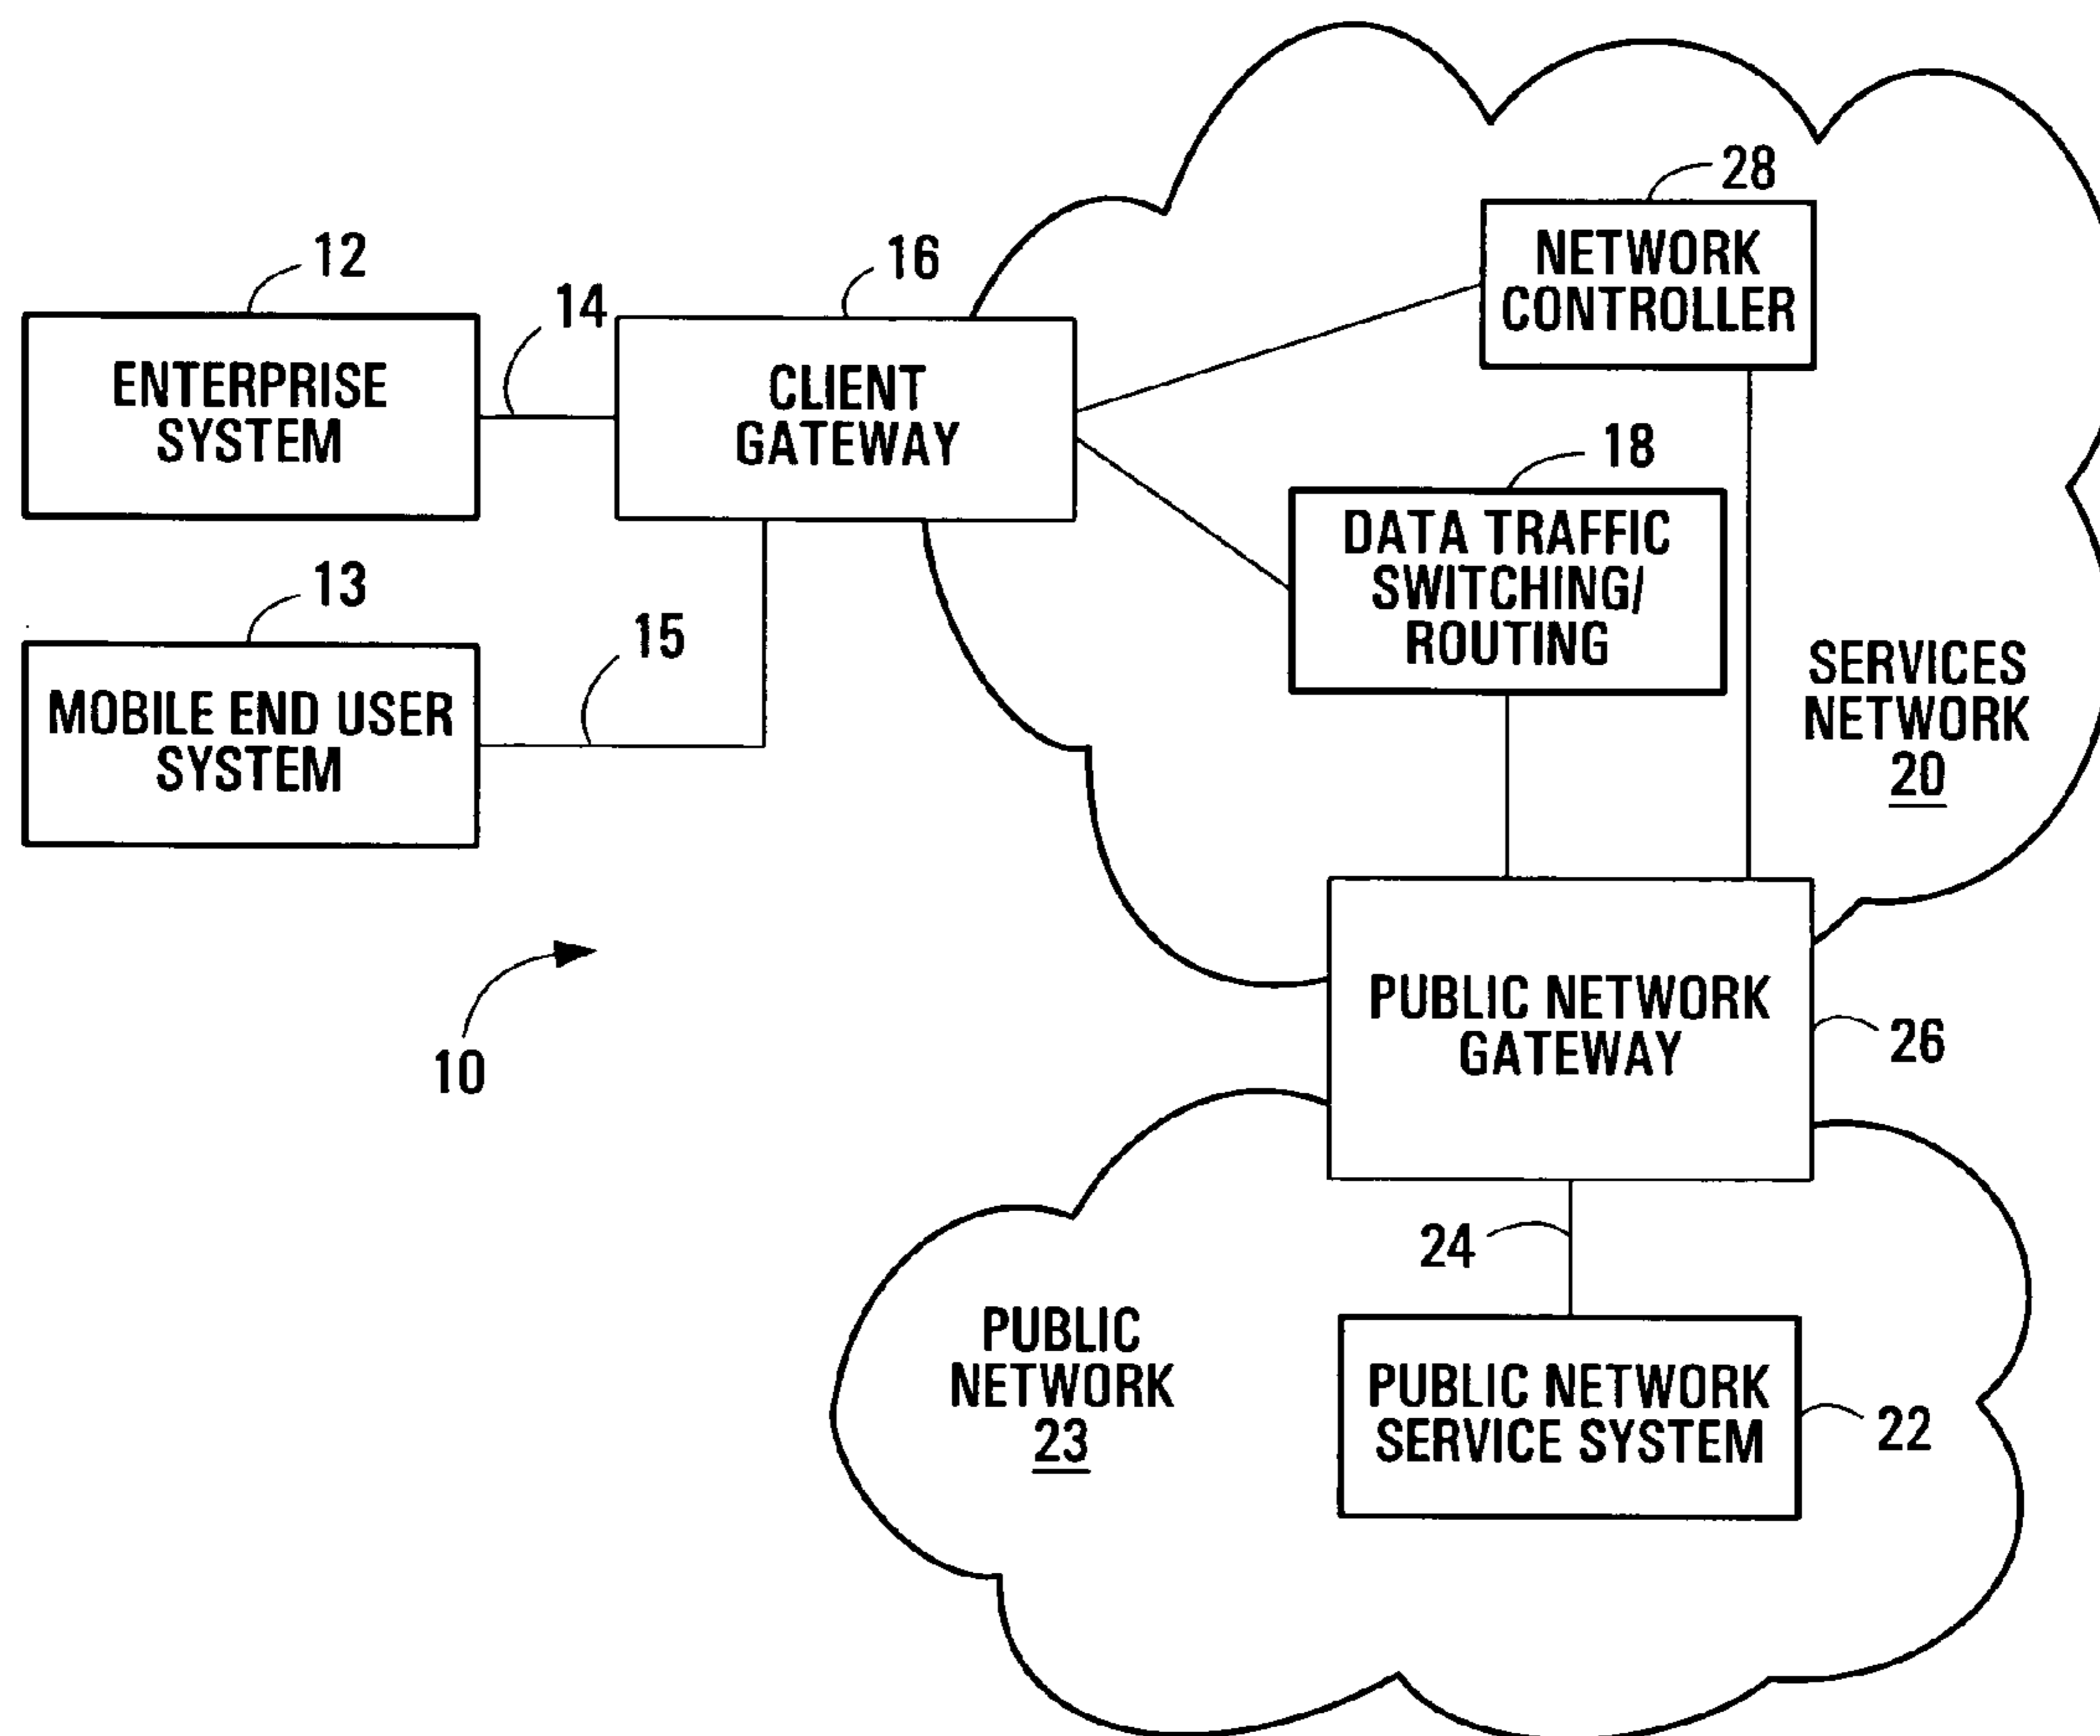 28
NETWORK
CONTROLLER
12
ENTERPRISE
SYSTEM
14
16
CLIENT
GATEWAY
18
DATA TRAFFIC
SWITCHING/
ROUTING
13
MOBILE END USER
SYSTEM
15
SERVICES
NETWORK
20
10
PUBLIC NETWORK
GATEWAY
26
24
PUBLIC
NETWORK
23
PUBLIC NETWORK
SERVICE SYSTEM
22